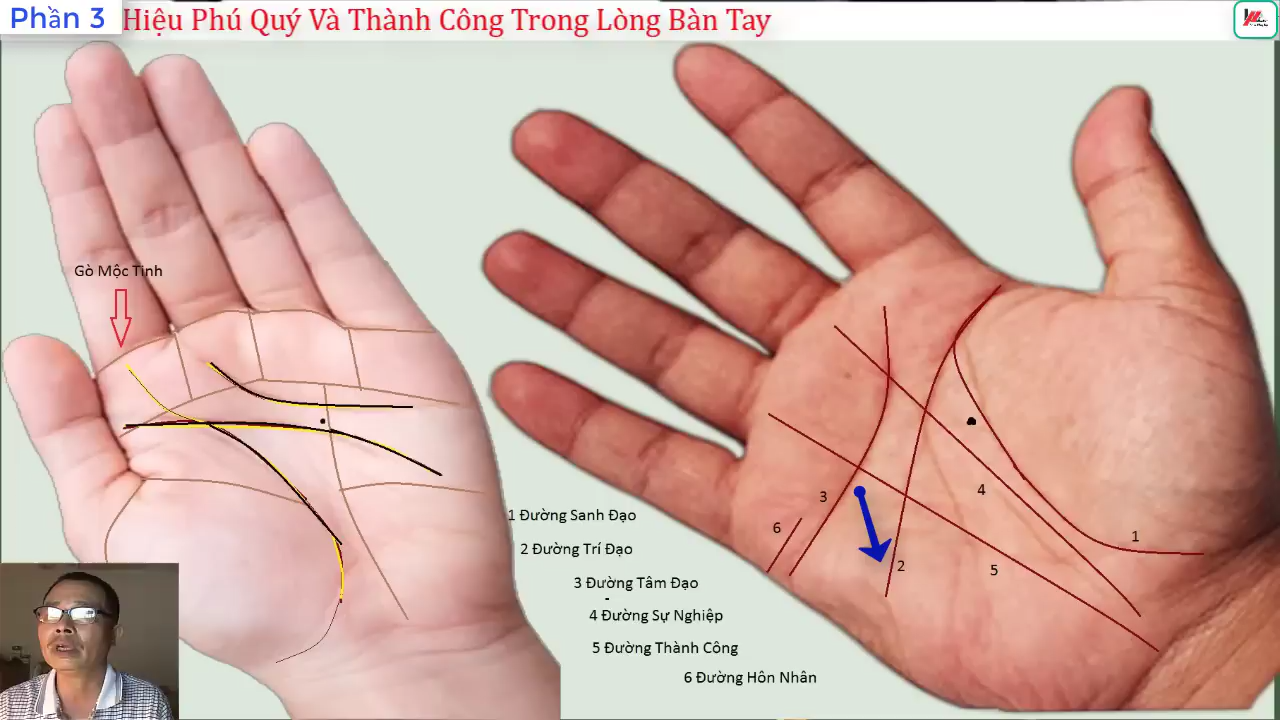 Phần 3
Hiệu Phú Quý Và Thành Công Trong Lòng Bàn Tay
Gò Mộc Tinh
1 Đường Sanh Đạo
2 Đường Trí Đạo
3 Đường Tâm Đạo
4 Đường Sự Nghiệp
5 Đường Thành Công
6 Đường Hôn Nhân
3
4
6
1
2
5